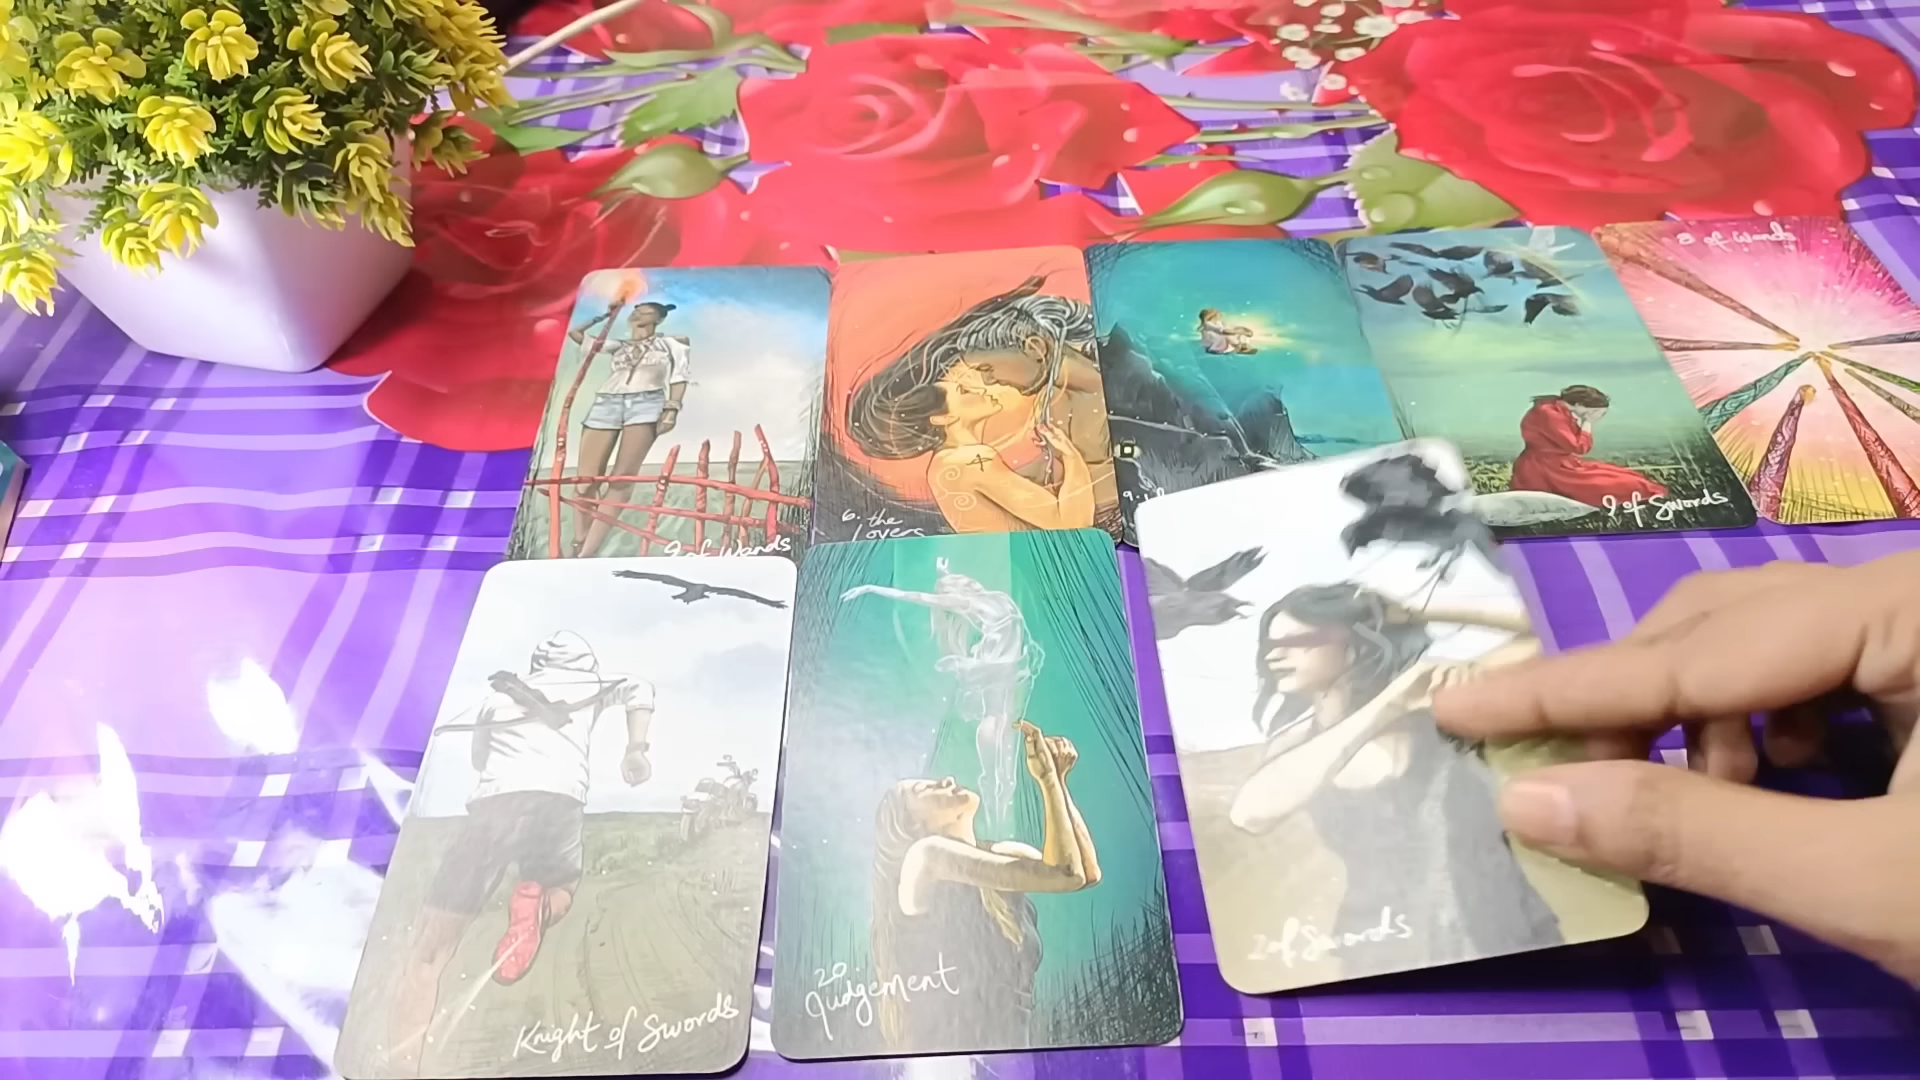 8 of Wands
9 of Swords
9 of Wands
6. the
Lovers
9.
2 of Swords
20
Judgement
Knight of Swords